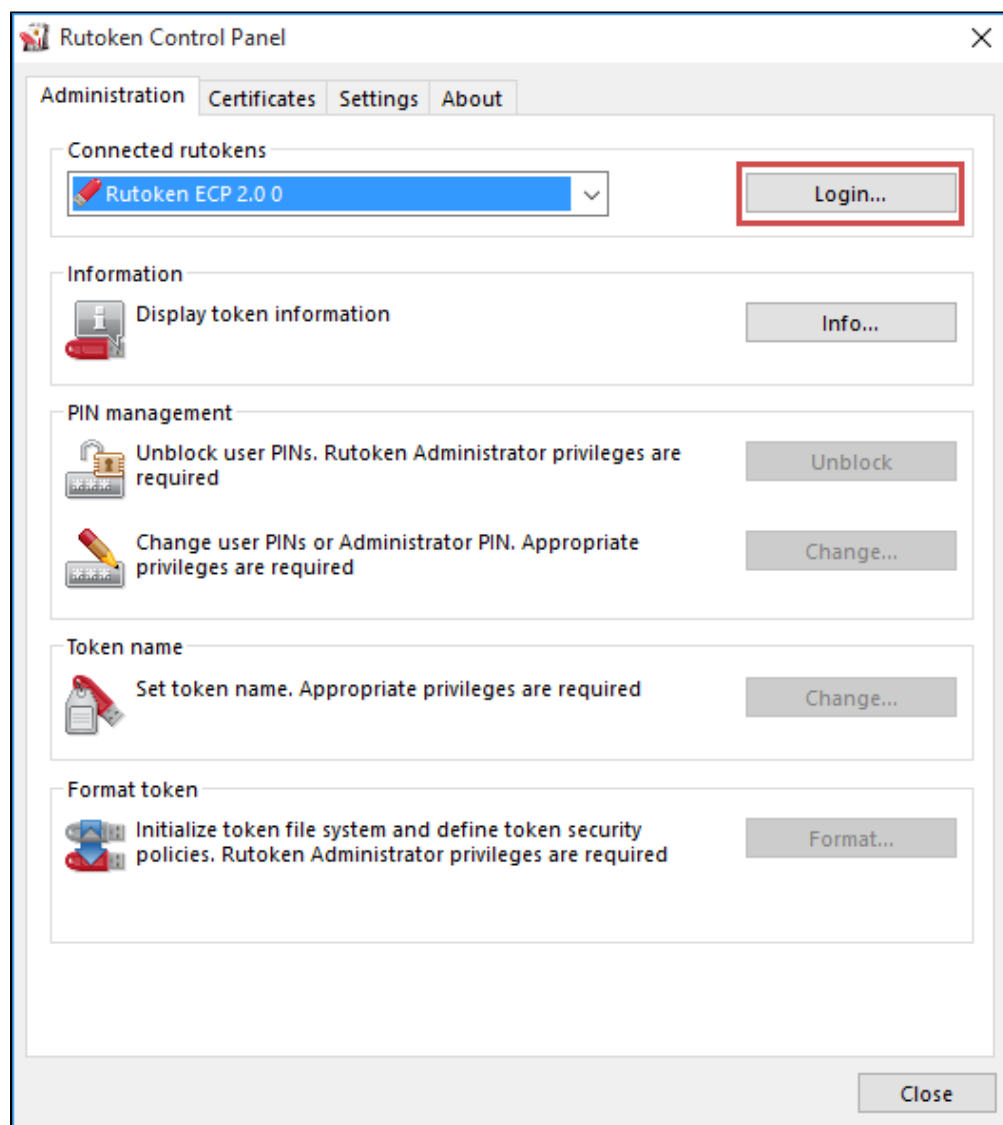 Rutoken Control Panel
Administration
Certificates
Settings
About
Connected rutokens
Rutoken ECP 2.0 0
Login...
Information
Display token information
Info...
PIN management
Unblock user PINs. Rutoken Administrator privileges are
required
Unblock
Change user PINs or Administrator PIN. Appropriate
privileges are required
Change...
Token name
Set token name. Appropriate privileges are required
Change...
Format token
Initialize token file system and define token security
policies. Rutoken Administrator privileges are required
Format...
Close